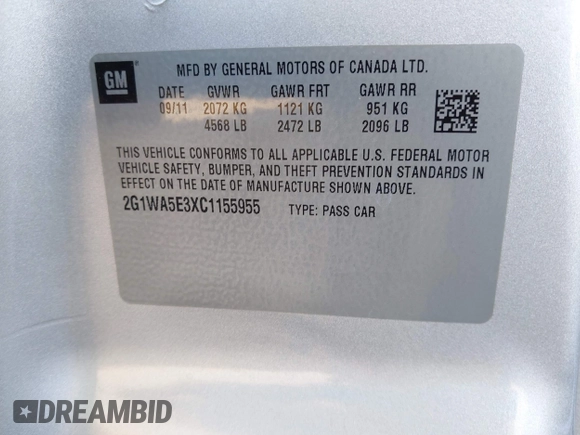 GM
MFD BY GENERAL MOTORS OF CANADA LTD.
DATE GVWR GAWR FRT GAWR RR
09/11 2072 KG 1121 KG 951 KG
4568 LB 2472 LB 2096 LB
THIS VEHICLE CONFORMS TO ALL APPLICABLE U.S. FEDERAL MOTOR
VEHICLE SAFETY, BUMPER, AND THEFT PREVENTION STANDARDS IN
EFFECT ON THE DATE OF MANUFACTURE SHOWN ABOVE.
2G1WA5E3XC1155955 TYPE: PASS CAR
DREAMBID